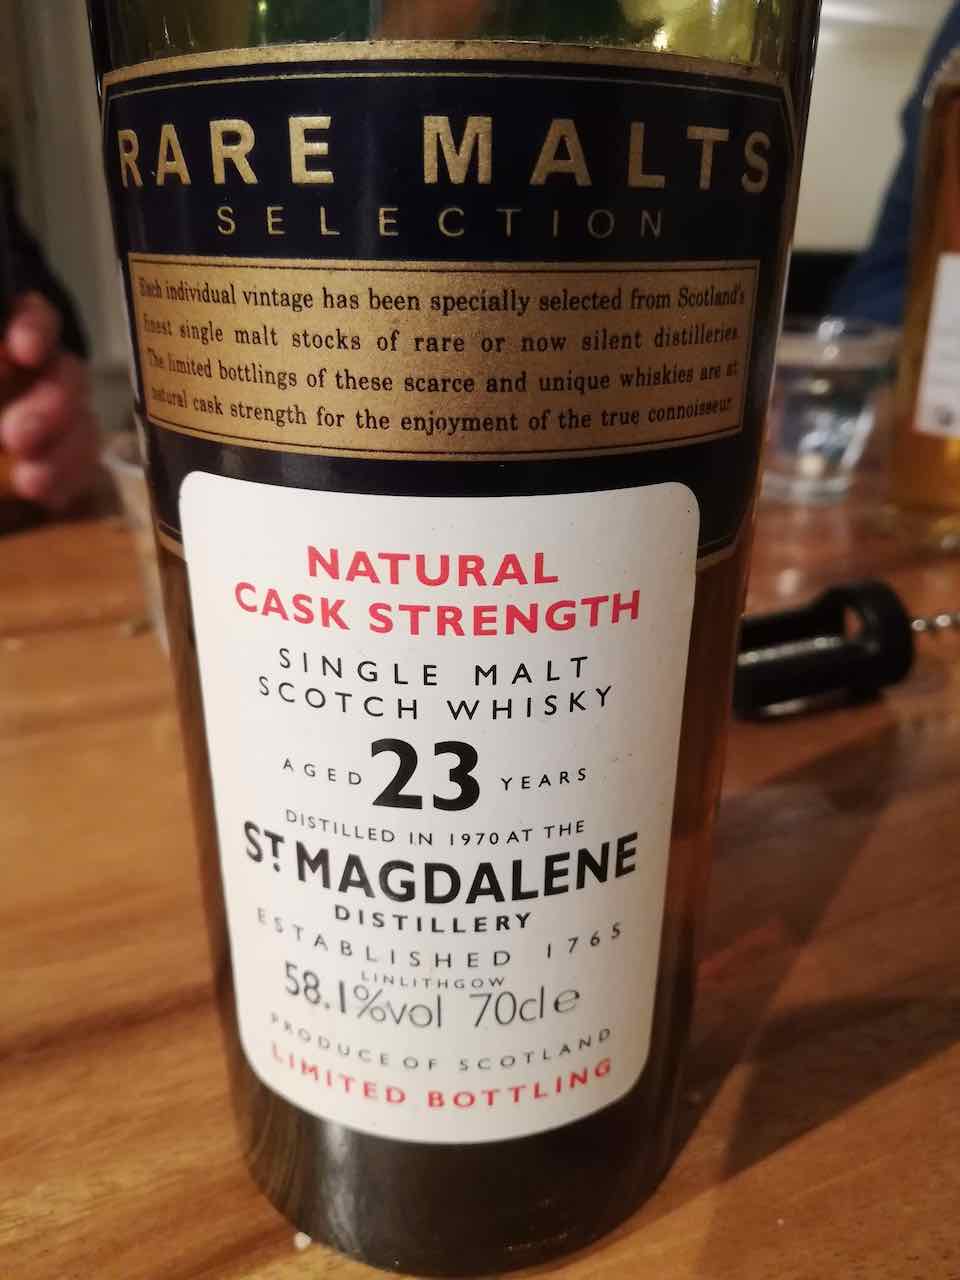 RARE MALTS
SELECTION
Each individual vintage has been specially selected from Scotland's
finest single malt stocks of rare or now silent distilleries.
The limited bottlings of these scarce and unique whiskies are at
natural cask strength for the enjoyment of the true connoisseur.
NATURAL
CASK STRENGTH
SINGLE MALT
SCOTCH WHISKY
AGED 23 YEARS
DISTILLED IN 1970 AT THE
ST. MAGDALENE
DISTILLERY
ESTABLISHED 1765
LINLITHGOW
58.1%vol 70cl e
PRODUCE OF SCOTLAND
LIMITED BOTTLING